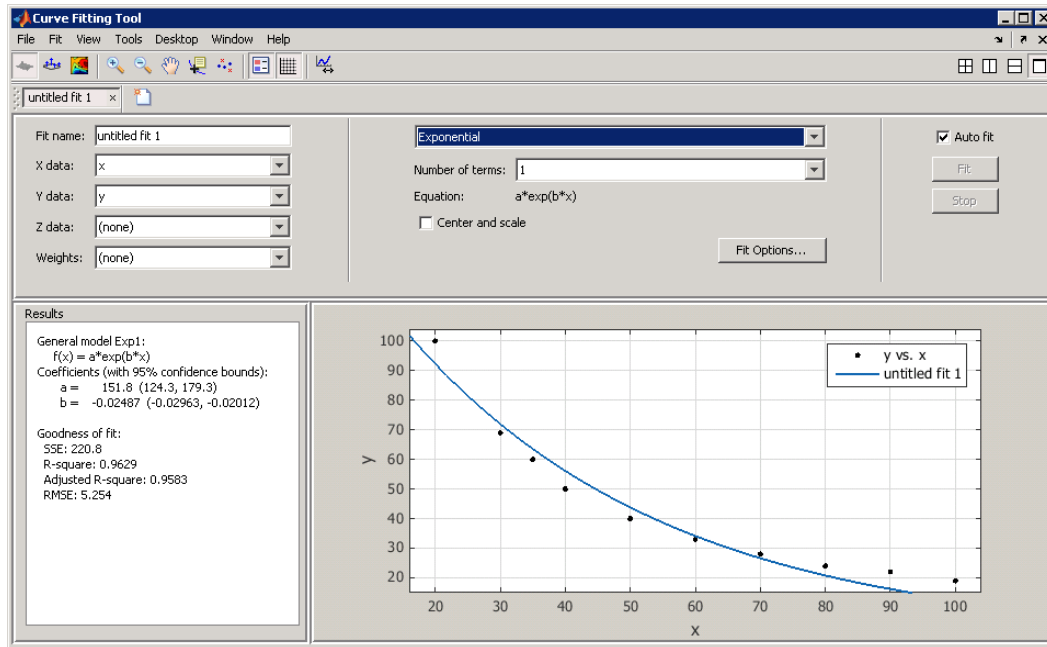 Curve Fitting Tool
File Fit View Tools Desktop Window Help
untitled fit 1
Fit name: untitled fit 1
X data: x
Y data: y
Z data: (none)
Weights: (none)
Exponential
Number of terms: 1
Equation: a*exp(b*x)
Center and scale
Fit Options...
Auto fit
Fit
Stop
Results
General model Exp1:
f(x) = a*exp(b*x)
Coefficients (with 95% confidence bounds):
a = 151.8 (124.3, 179.3)
b = -0.02487 (-0.02963, -0.02012)
Goodness of fit:
SSE: 220.8
R-square: 0.9629
Adjusted R-square: 0.9583
RMSE: 5.254
y vs. x
untitled fit 1
100
90
80
70
60
50
40
30
20
y
20 30 40 50 60 70 80 90 100
x